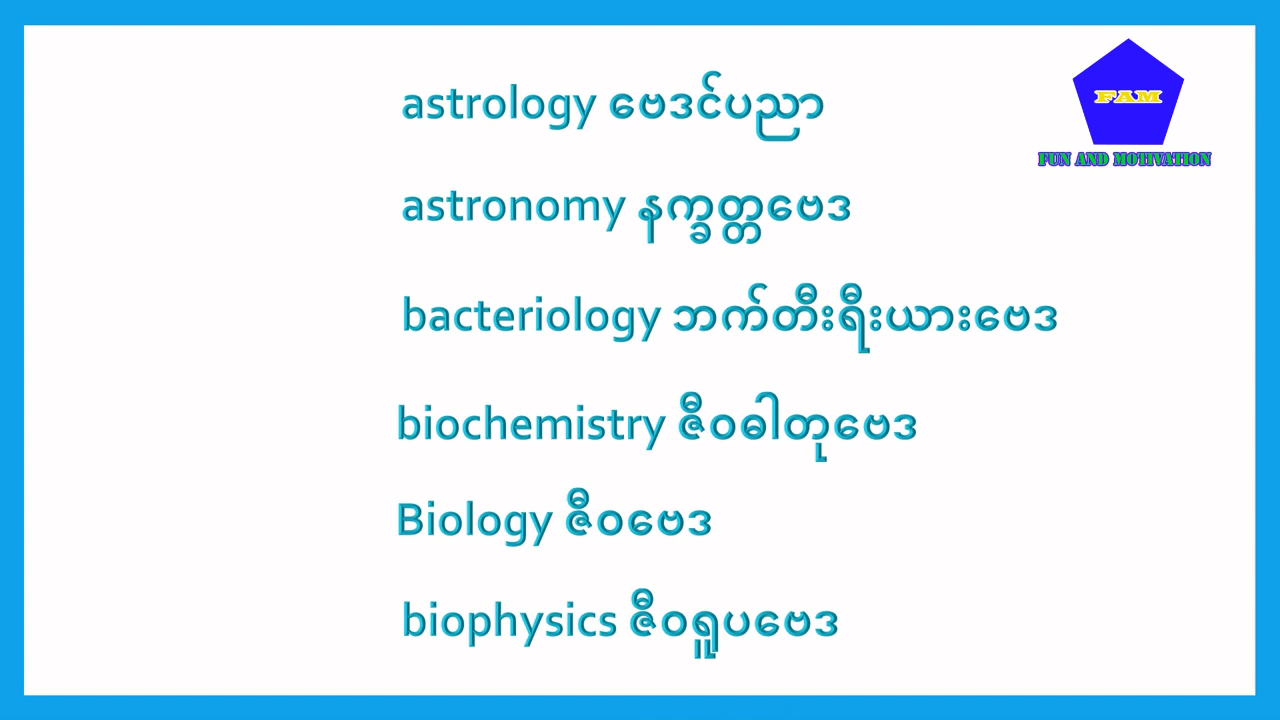 astrology ဗေဒင်ပညာ
FAM
FUN AND MOTIVATION
astronomy နက္ခတ္တဗေဒ
bacteriology ဘက်တီးရီးယားဗေဒ
biochemistry ဇီဝဓါတုဗေဒ
Biology ဇီဝဗေဒ
biophysics ဇီဝရူပဗေဒ